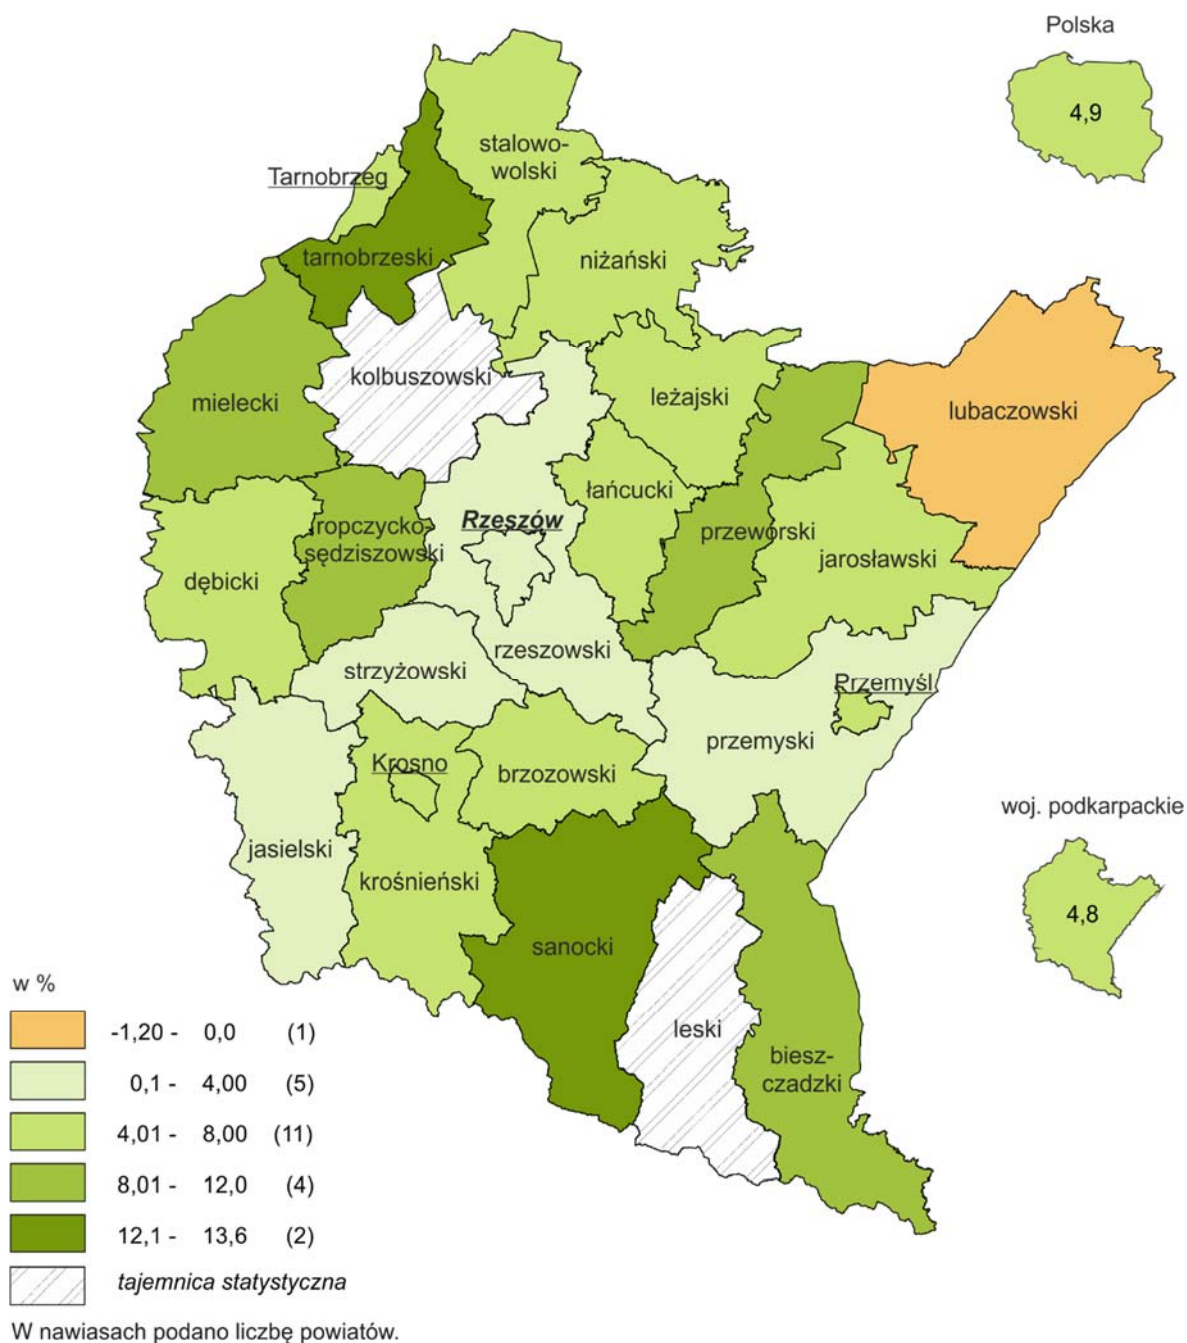 Polska
4,9
stalowo-
wolski
Tarnobrzeg
tarnobrzeski
niżański
kolbuszowski
mielecki
leżajski
lubaczowski
łańcucki
Rzeszów
ropczycko-
sędziszowski
przeworski
jarosławski
dębicki
rzeszowski
strzyżowski
Przemyśl
przemyski
Krosno
brzozowski
woj. podkarpackie
4,8
jasielski
krośnieński
sanocki
leski
biesz-
czadzki
w %
-1,20 - 0,0 (1)
0,1 - 4,00 (5)
4,01 - 8,00 (11)
8,01 - 12,0 (4)
12,1 - 13,6 (2)
tajemnica statystyczna
W nawiasach podano liczbę powiatów.